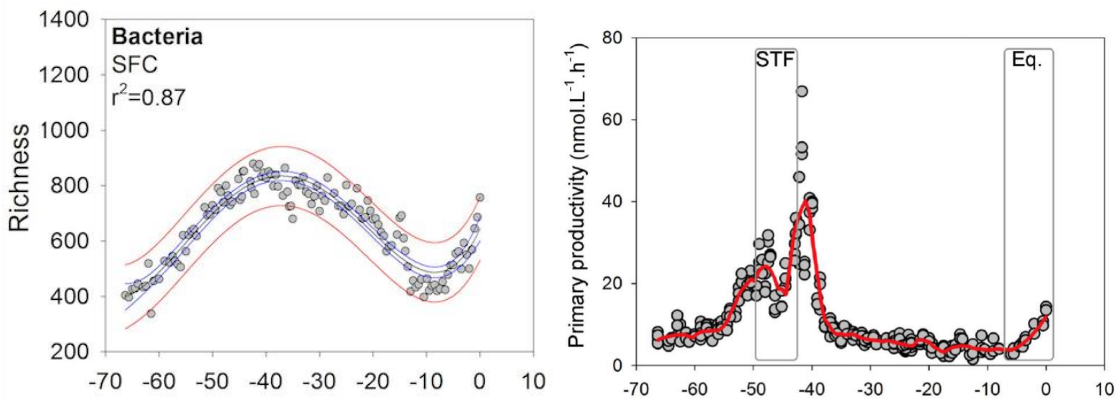 Bacteria
SFC
r²=0.87
Richness
1400
1200
1000
800
600
400
200
-70 -60 -50 -40 -30 -20 -10 0 10
STF
Eq.
Primary productivity (nmol.L⁻¹.h⁻¹)
80
60
40
20
0
-70 -60 -50 -40 -30 -20 -10 0 10